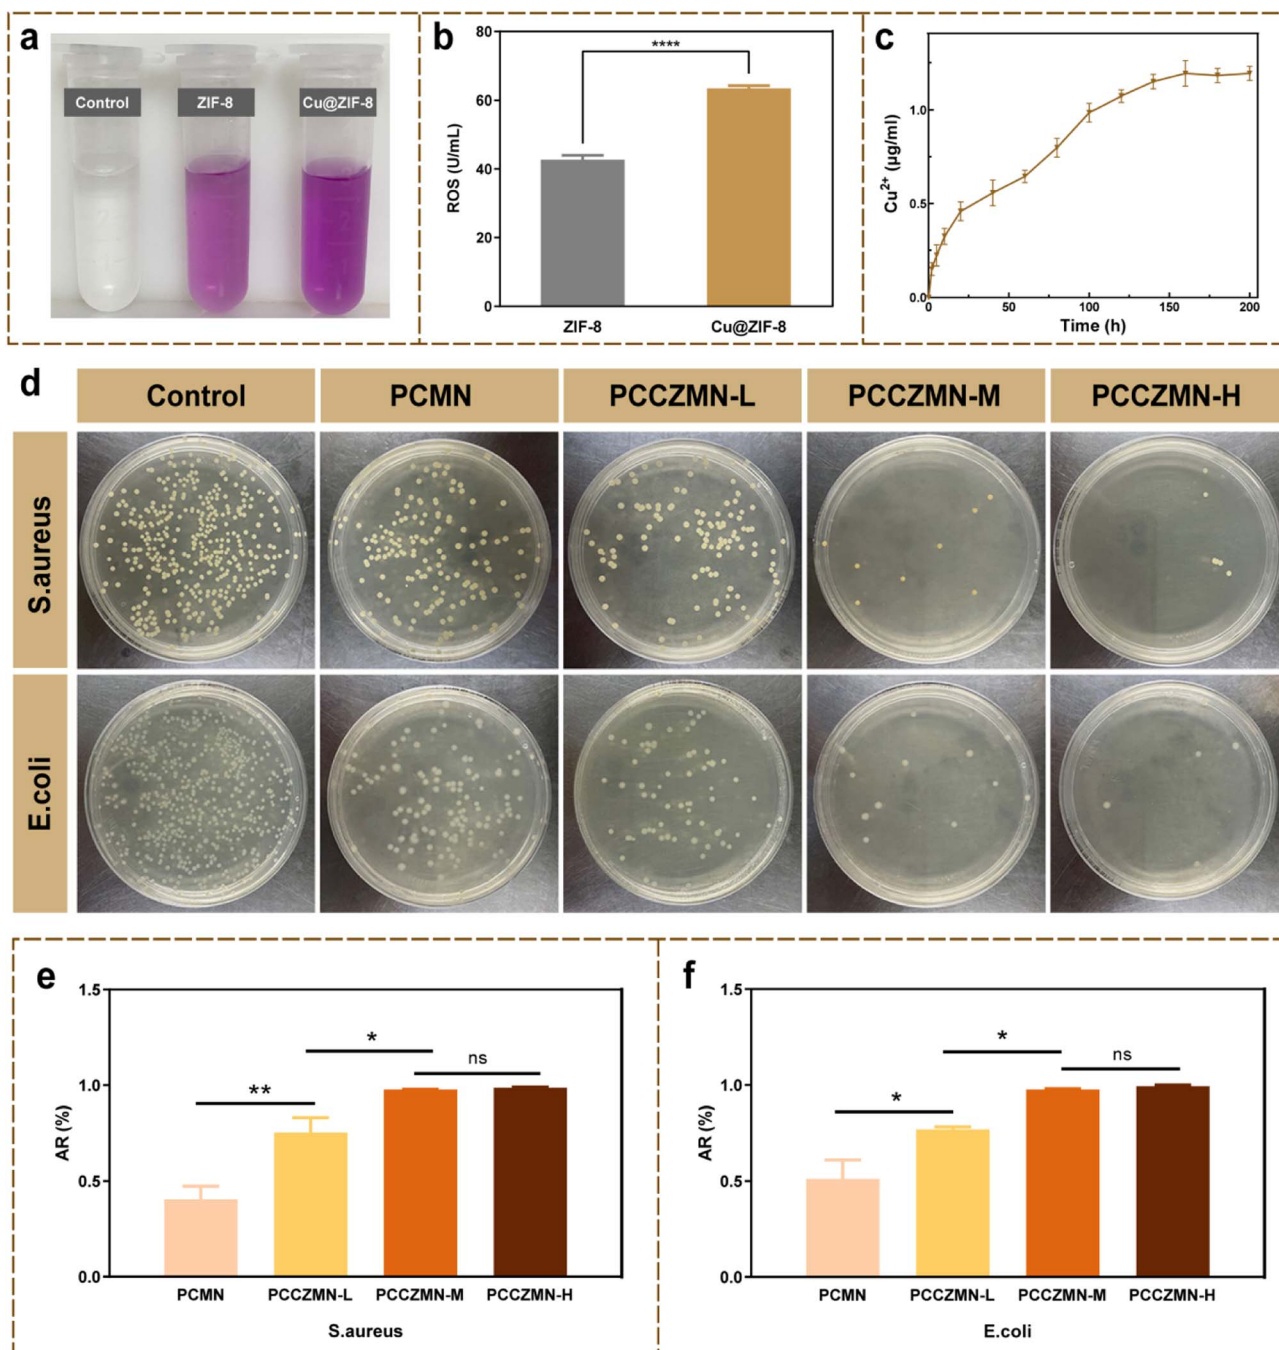 a
Control
ZIF-8
Cu@ZIF-8
b
80
60
40
20
0
ROS (U/mL)
****
ZIF-8
Cu@ZIF-8
c
1.0
0.5
0.0
Cu2+ (μg/ml)
0
50
100
150
200
Time (h)
d
Control
PCMN
PCCZMN-L
PCCZMN-M
PCCZMN-H
S.aureus
E.coli
e
1.5
1.0
0.5
0.0
AR (%)
**
*
ns
PCMN
PCCZMN-L
PCCZMN-M
PCCZMN-H
S.aureus
f
1.5
1.0
0.5
0.0
AR (%)
*
*
ns
PCMN
PCCZMN-L
PCCZMN-M
PCCZMN-H
E.coli